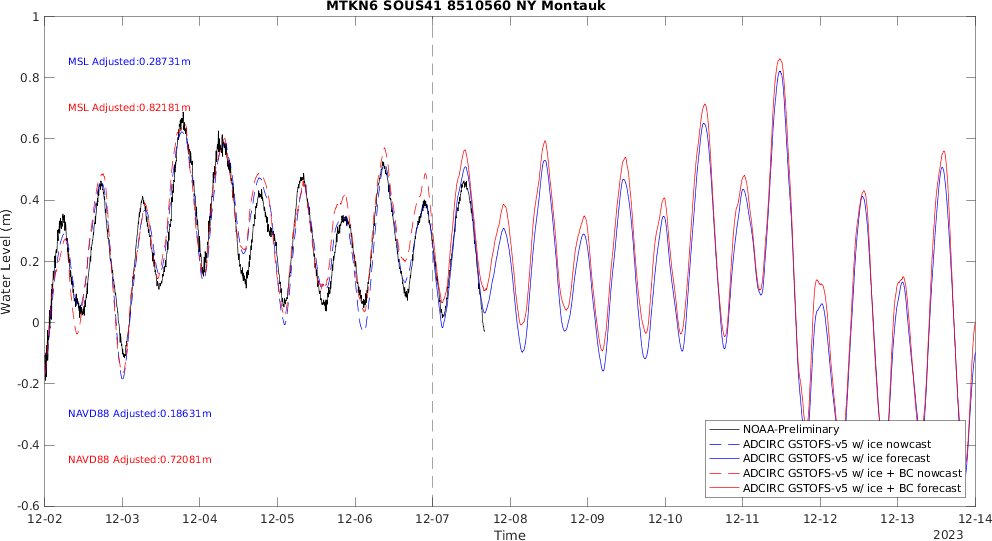 MTKN6 SOUS41 8510560 NY Montauk
1
0.8
0.6
0.4
0.2
0
-0.2
-0.4
-0.6
Water Level (m)
MSL Adjusted:0.28731m
MSL Adjusted:0.82181m
NAVD88 Adjusted:0.18631m
NAVD88 Adjusted:0.72081m
NOAA-Preliminary
ADCIRC GSTOFS-v5 w/ ice nowcast
ADCIRC GSTOFS-v5 w/ ice forecast
ADCIRC GSTOFS-v5 w/ ice + BC nowcast
ADCIRC GSTOFS-v5 w/ ice + BC forecast
12-02 12-03 12-04 12-05 12-06 12-07 12-08 12-09 12-10 12-11 12-12 12-13 12-14
Time
2023